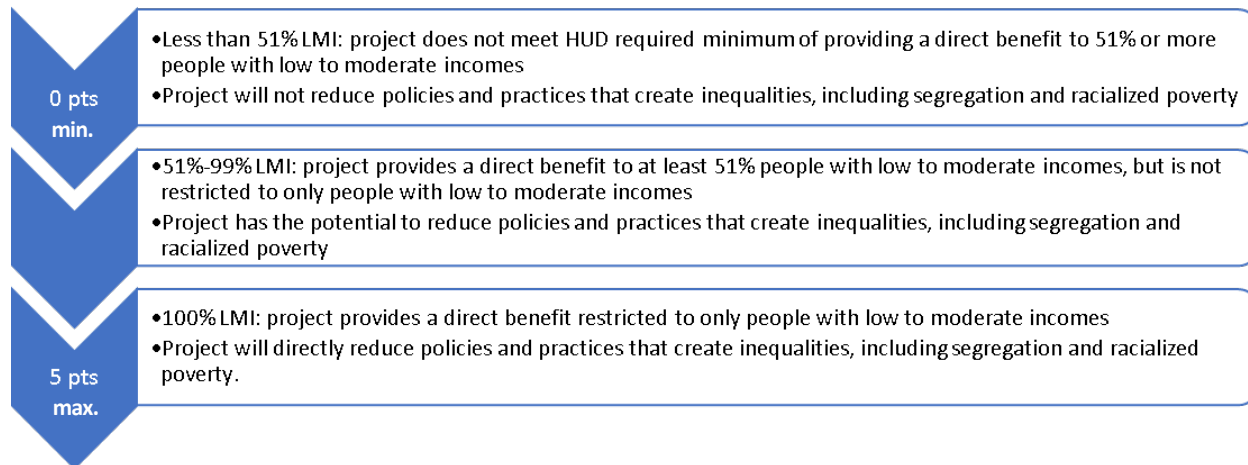 •Less than 51% LMI: project does not meet HUD required minimum of providing a direct benefit to 51% or more
people with low to moderate incomes
•Project will not reduce policies and practices that create inequalities, including segregation and racialized poverty
0 pts
min.
•51%-99% LMI: project provides a direct benefit to at least 51% people with low to moderate incomes, but is not
restricted to only people with low to moderate incomes
•Project has the potential to reduce policies and practices that create inequalities, including segregation and
racialized poverty
•100% LMI: project provides a direct benefit restricted to only people with low to moderate incomes
•Project will directly reduce policies and practices that create inequalities, including segregation and racialized
poverty.
5 pts
max.